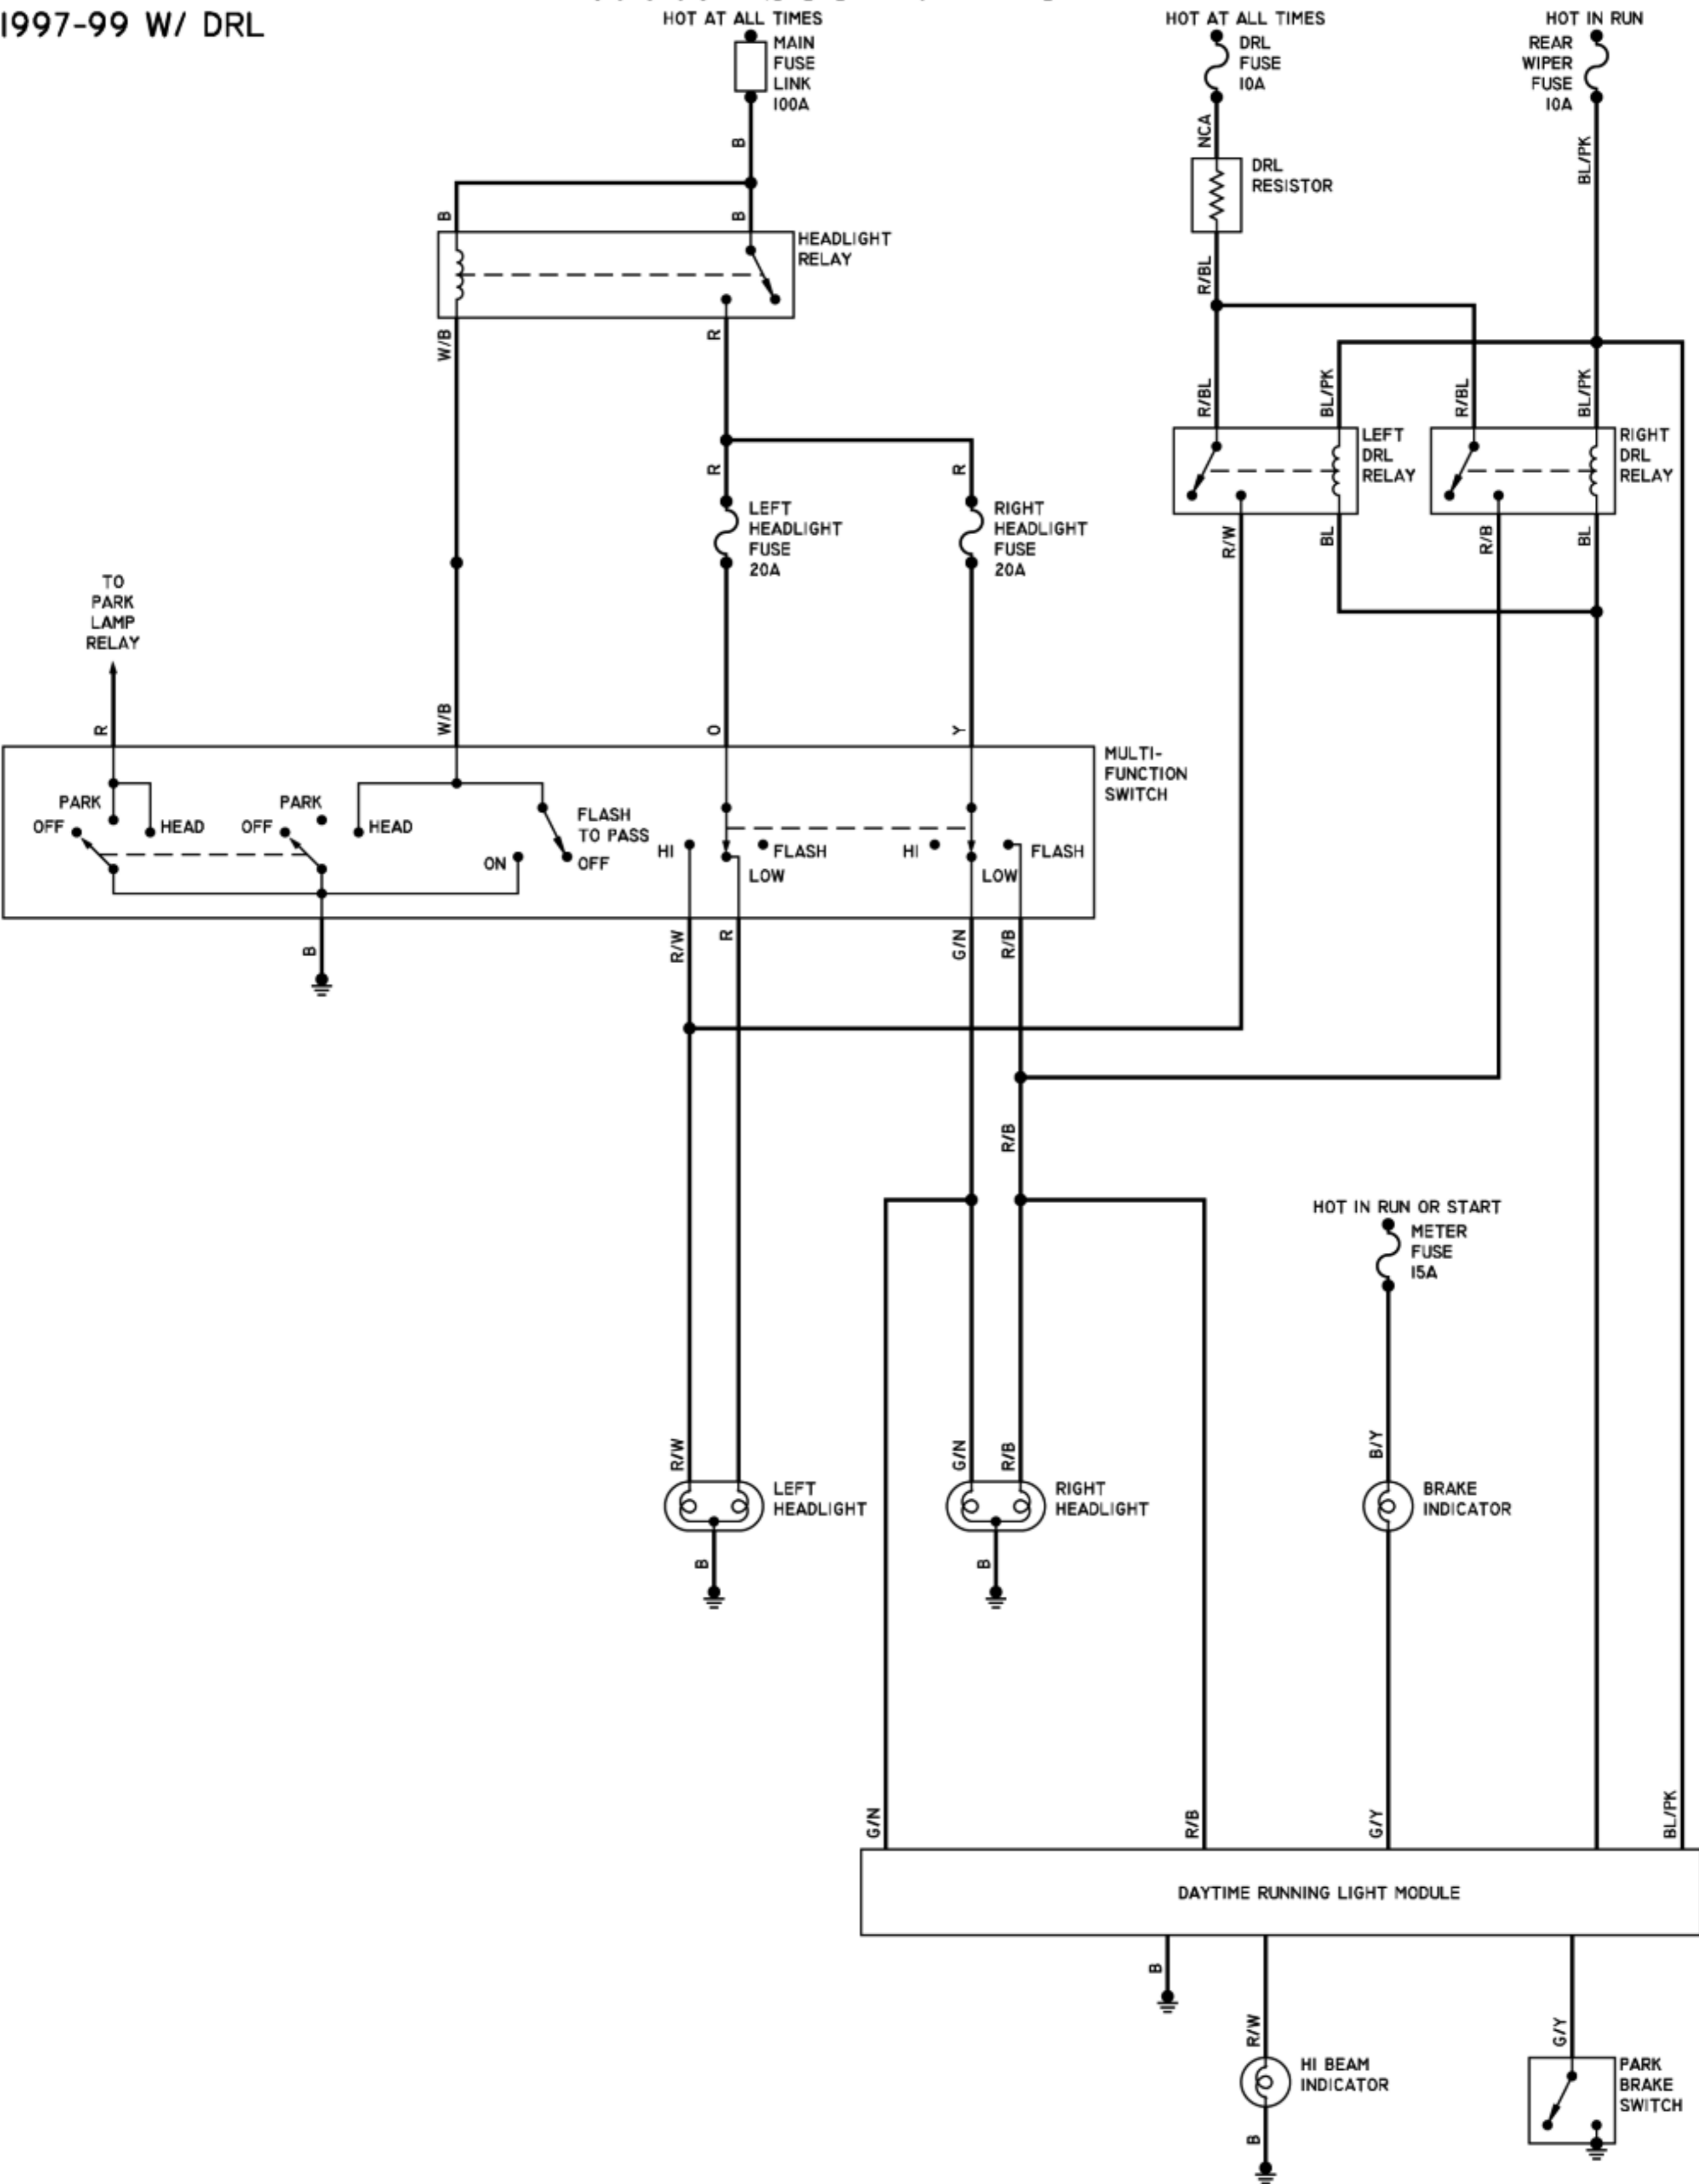 1997-99 W/ DRL
HOT AT ALL TIMES
MAIN
FUSE
LINK
100A
HOT AT ALL TIMES
DRL
FUSE
10A
HOT IN RUN
REAR
WIPER
FUSE
10A
B
NCA
BL/PK
DRL
RESISTOR
B
B
HEADLIGHT
RELAY
R/BL
W/B
R
R/BL
BL/PK
R/BL
BL/PK
LEFT
DRL
RELAY
RIGHT
DRL
RELAY
R
R
LEFT
HEADLIGHT
FUSE
20A
RIGHT
HEADLIGHT
FUSE
20A
R/W
BL
R/B
BL
TO
PARK
LAMP
RELAY
R
W/B
O
Y
MULTI-
FUNCTION
SWITCH
PARK
OFF
HEAD
PARK
OFF
HEAD
FLASH
TO PASS
ON
OFF
HI
FLASH
LOW
HI
FLASH
LOW
B
R/W
R
G/N
R/B
R/B
HOT IN RUN OR START
METER
FUSE
15A
R/W
G/N
R/B
B/Y
LEFT
HEADLIGHT
RIGHT
HEADLIGHT
BRAKE
INDICATOR
B
B
G/N
R/B
G/Y
BL/PK
DAYTIME RUNNING LIGHT MODULE
B
R/W
G/Y
HI BEAM
INDICATOR
PARK
BRAKE
SWITCH
B